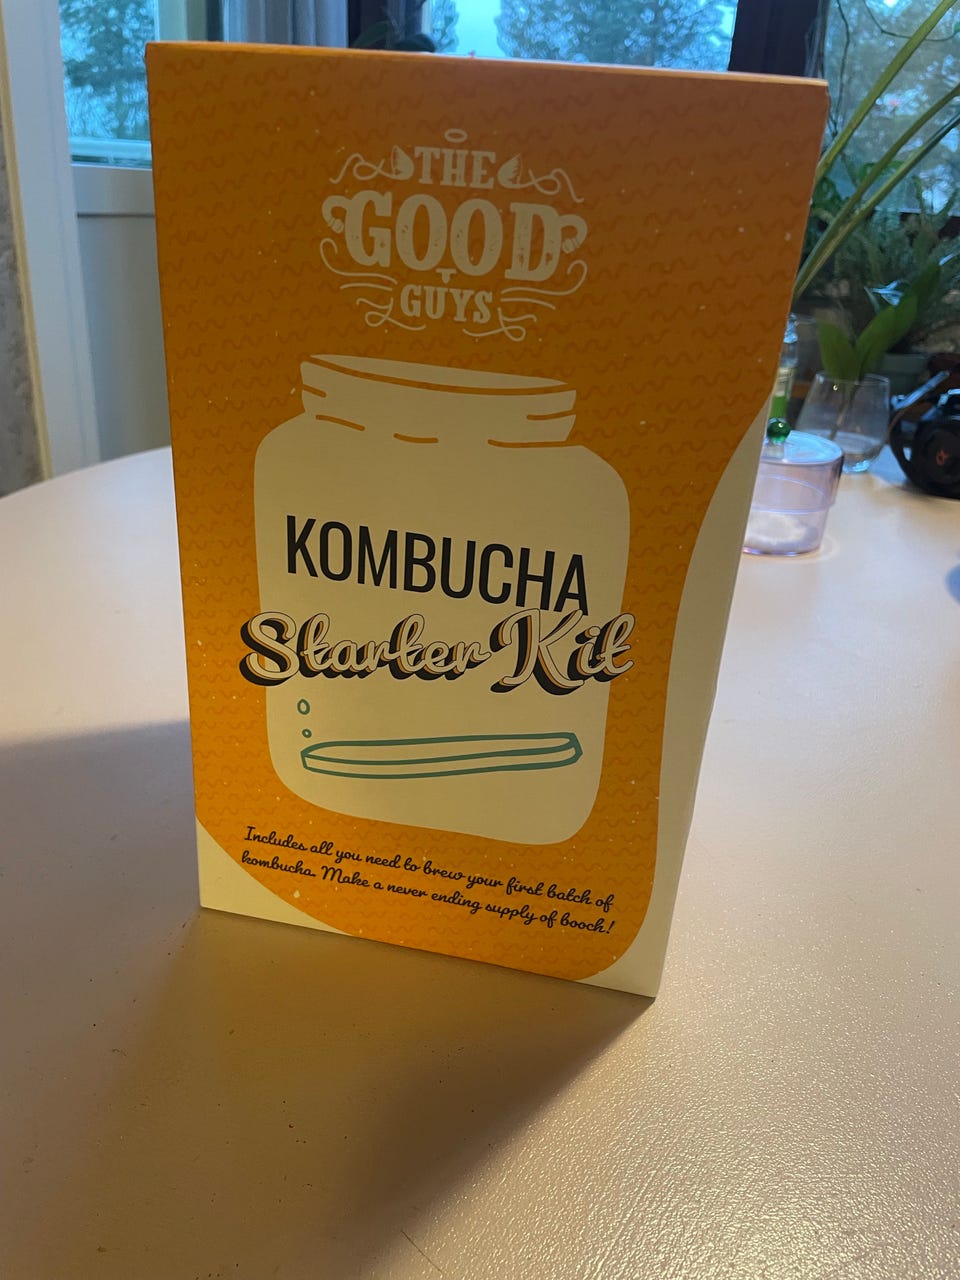 THE
GOOD
GUYS
KOMBUCHA
Starter Kit
Includes all you need to brew your first batch of
kombucha. Make a never ending supply of booch!